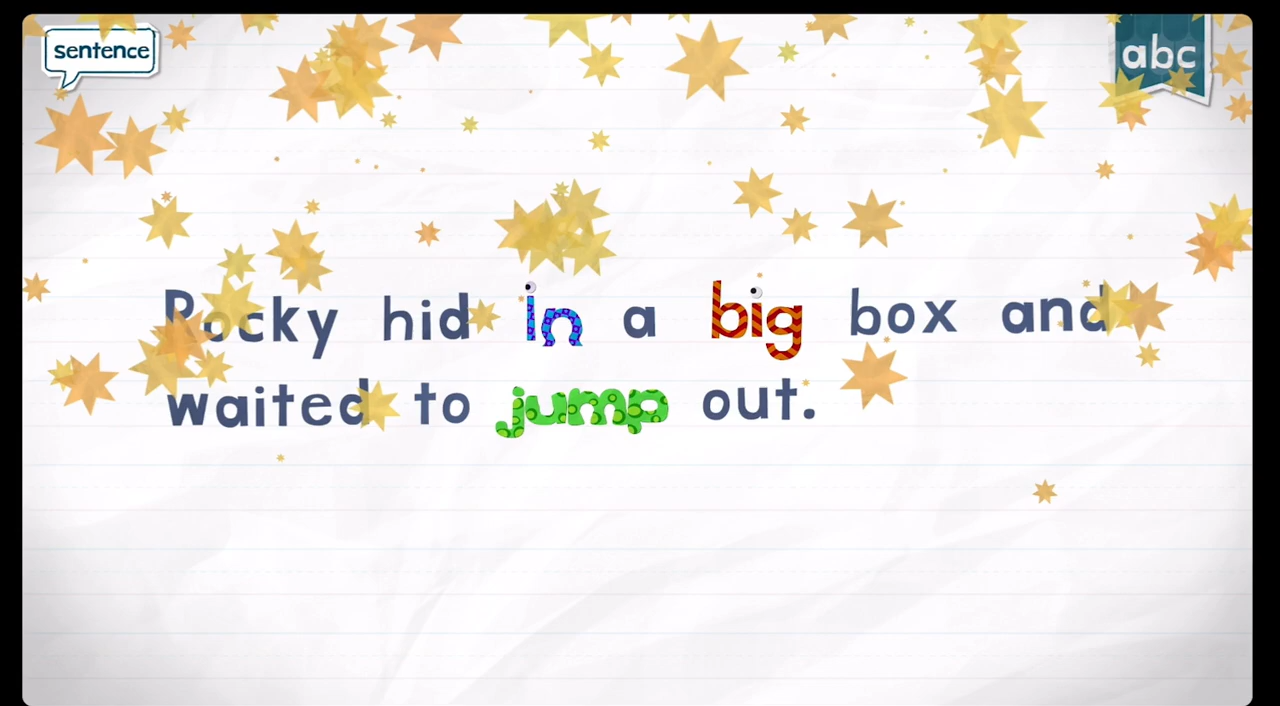 sentence
abc
Rocky hid in a big box and
waited to jump out.